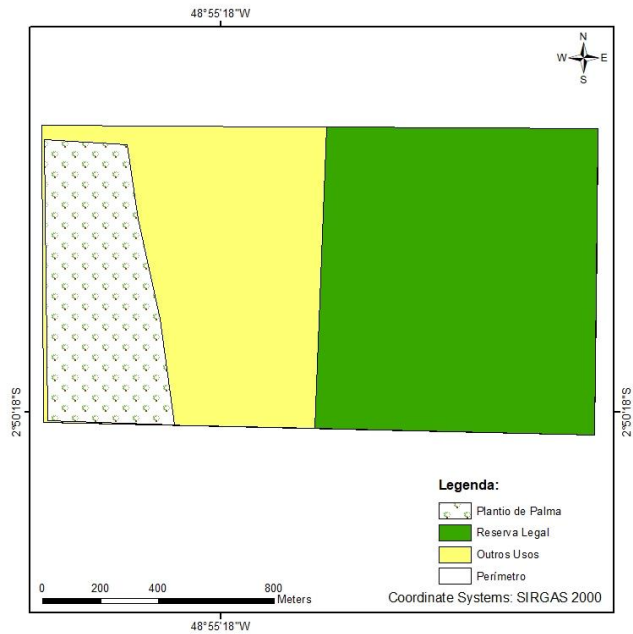 48°55'18"W
N
W E
S
2°50'18"S
2°50'18"S
Legenda:
Plantio de Palma
Reserva Legal
Outros Usos
Perímetro
0 200 400 800
Meters
Coordinate Systems: SIRGAS 2000
48°55'18"W